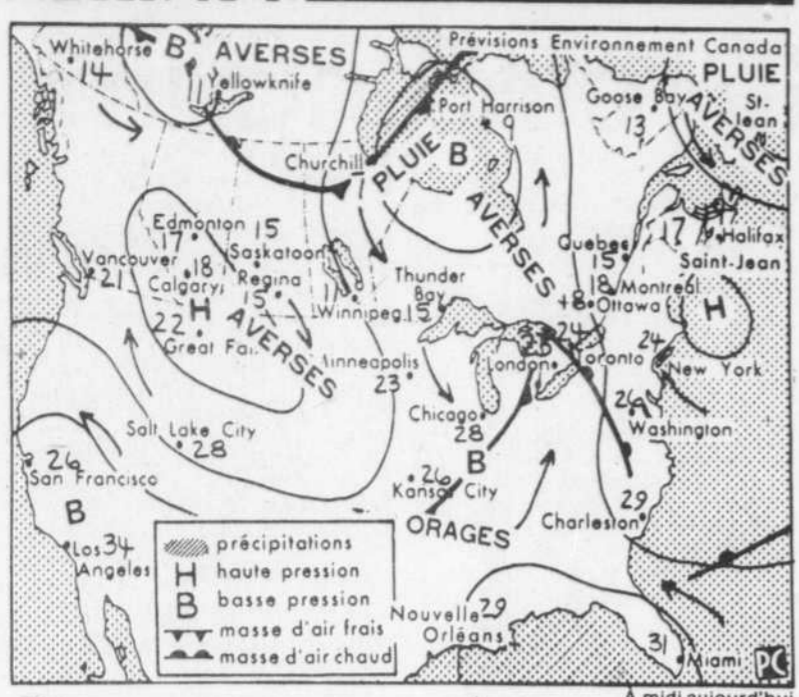 Prévisions Environnement Canada
Whitehorse
14
B AVERSES
Yellowknife
11
PLUIE
Port Harrison
9
Goose Bay
13
St-
Jean
AVERSES
Churchill
PLUIE
B
AVERSES
Edmonton
17
15
Saskatoon
Vancouver
21
18
Calgary
Regina
15
H
22
Great Fal
AVERSES
Winnipeg
Thunder
Bay
15
Quebec
15
17
Halifax
Saint-Jean
18
Montreal
18
Ottawa
H
Minneapolis
23
London
24
Toronto
24
New York
Chicago
28
26
Washington
Salt Lake City
28
B
26
San Francisco
26
Kansas City
B
29
Charleston
ORAGES
Los
Angeles
34
précipitations
H haute pression
B basse pression
masse d'air frais
masse d'air chaud
Nouvelle
Orléans
29
31
Miami
PC
À midi aujourd'hui